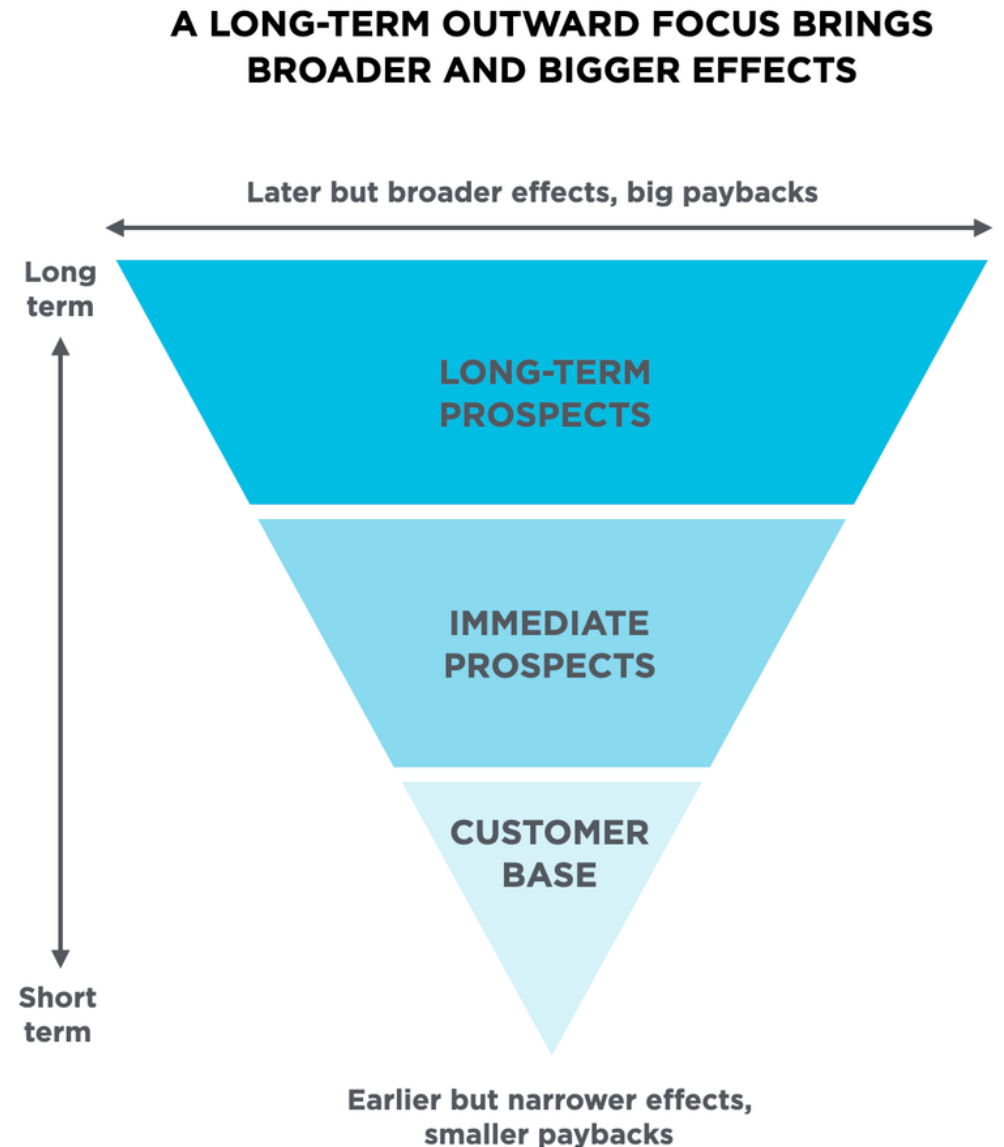 A LONG-TERM OUTWARD FOCUS BRINGS
BROADER AND BIGGER EFFECTS
Later but broader effects, big paybacks
Long
term
LONG-TERM
PROSPECTS
IMMEDIATE
PROSPECTS
CUSTOMER
BASE
Short
term
Earlier but narrower effects,
smaller paybacks